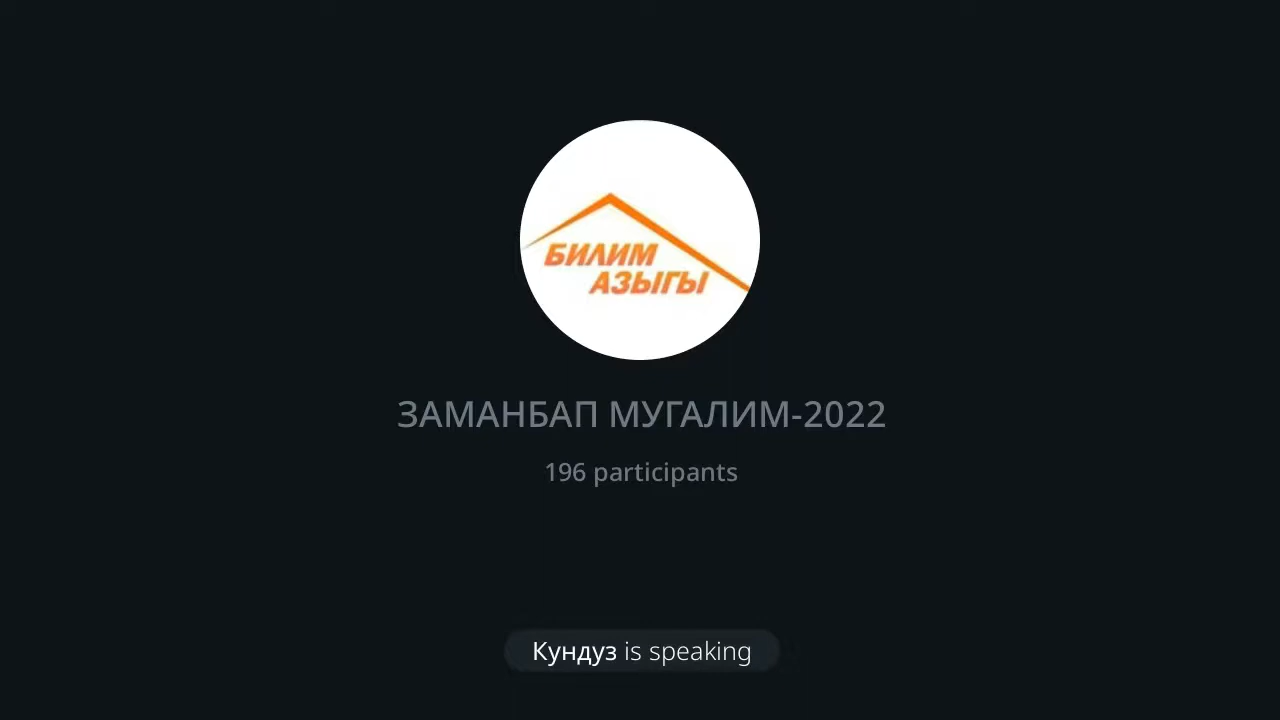 БИЛИМ
АЗЫГЫ
ЗАМАНБАП МУГАЛИМ-2022
196 participants
Кундуз is speaking